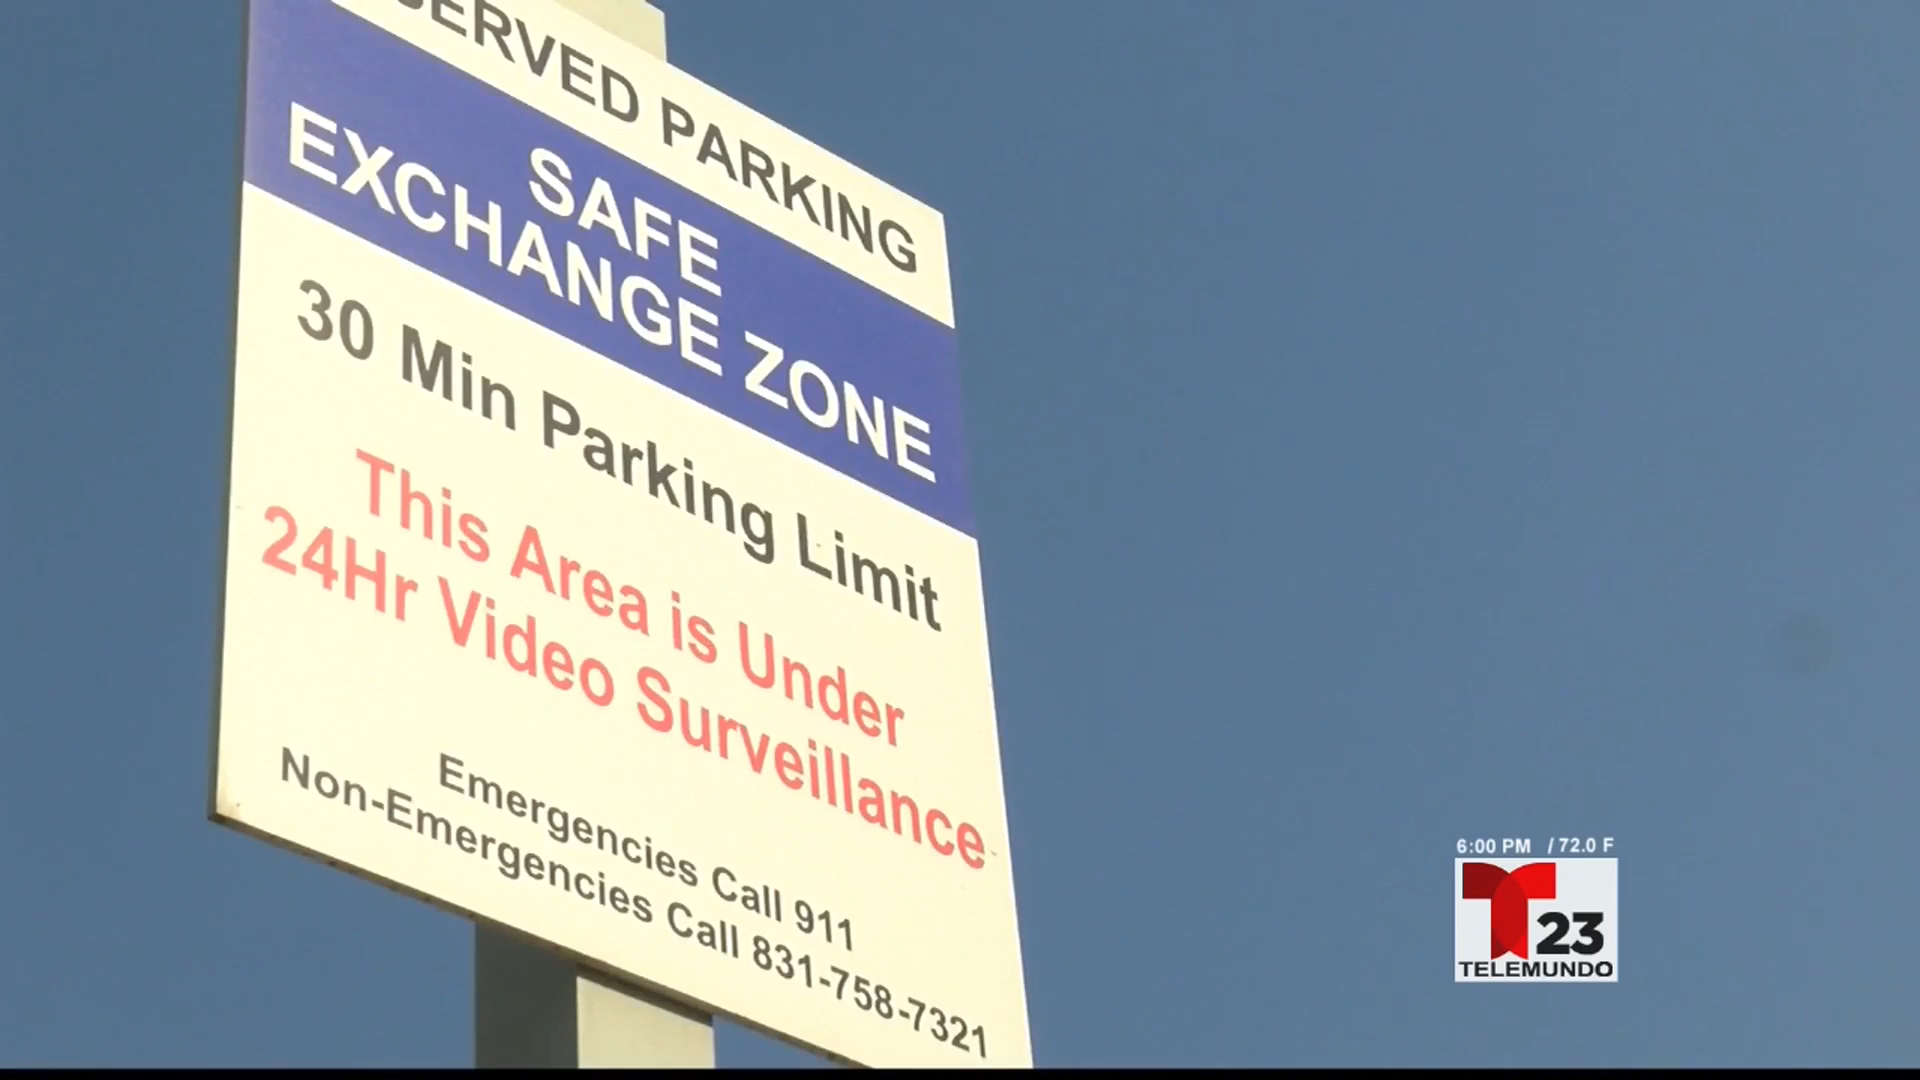 SERVED PARKING
SAFE
EXCHANGE ZONE
30 Min Parking Limit
This Area is Under
24Hr Video Surveillance
Emergencies Call 911
Non-Emergencies Call 831-758-7321
6:00 PM / 72.0 F
T 23
TELEMUNDO